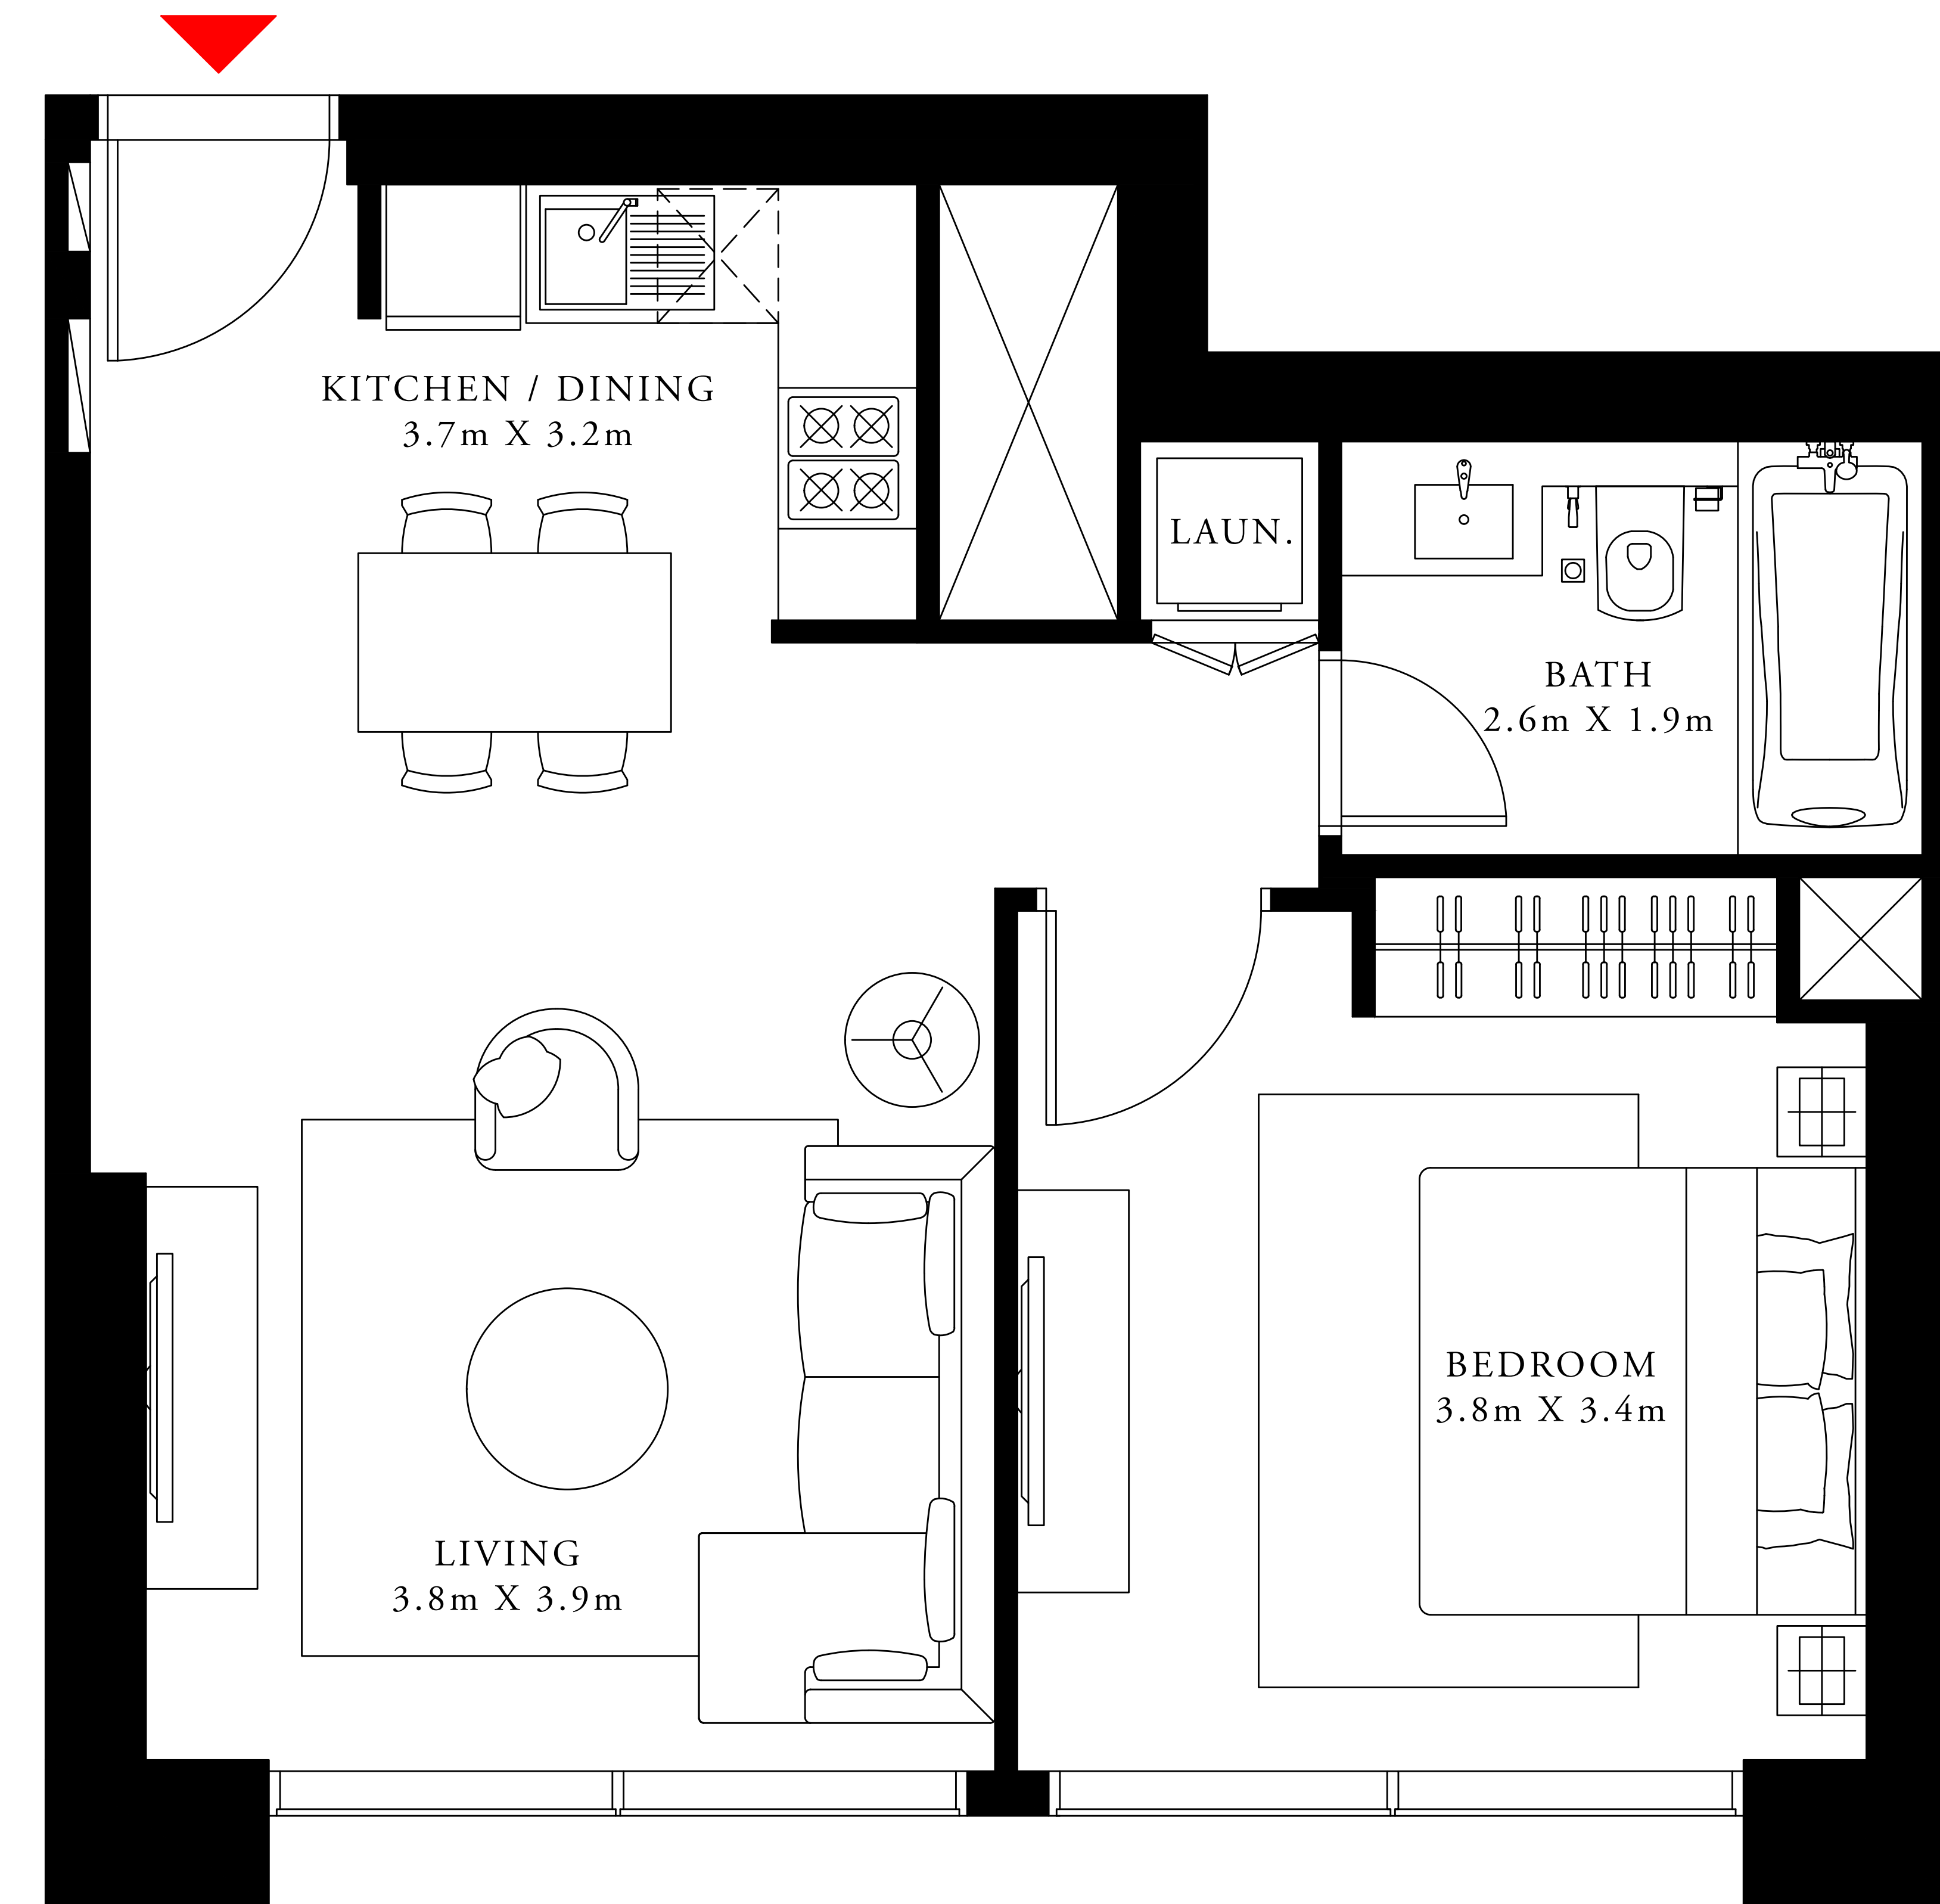 KITCHEN / DINING
3.7m X 3.2m
LAUN.
BATH
2.6m X 1.9m
BEDROOM
3.8m X 3.4m
LIVING
3.8m X 3.9m